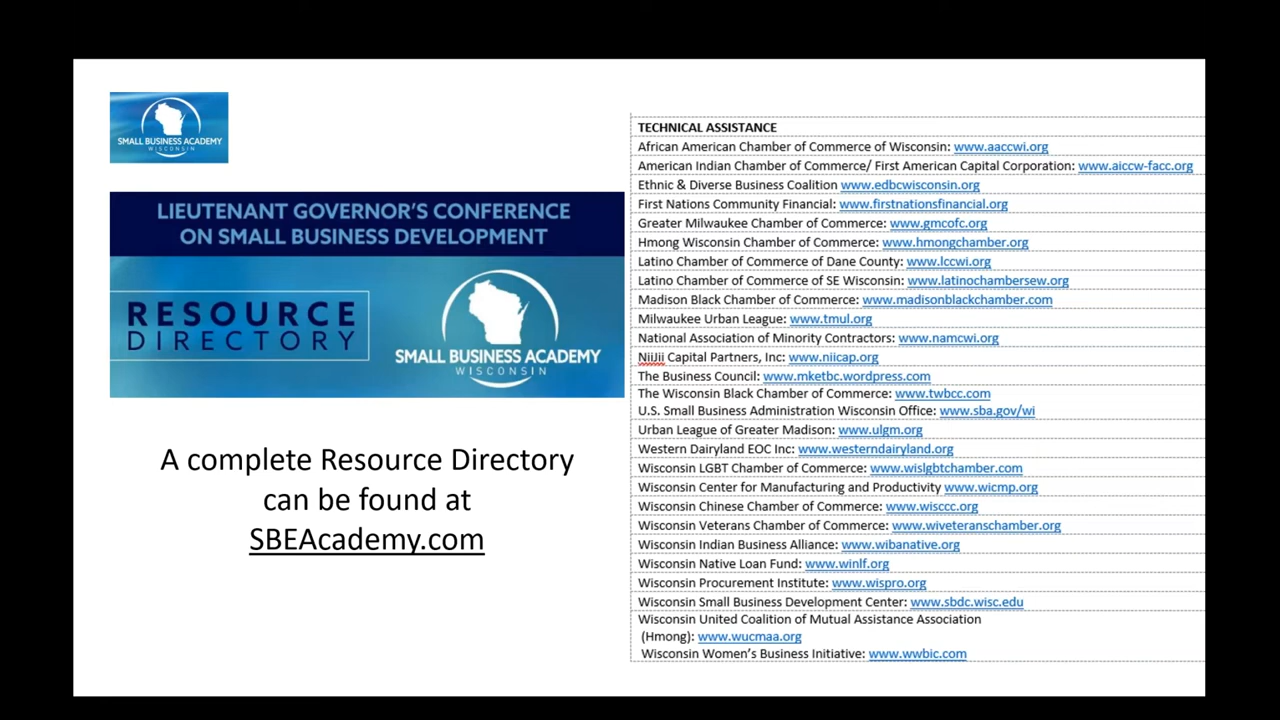 SMALL BUSINESS ACADEMY
WISCONSIN
LIEUTENANT GOVERNOR'S CONFERENCE
ON SMALL BUSINESS DEVELOPMENT
RESOURCE
DIRECTORY
SMALL BUSINESS ACADEMY
WISCONSIN
A complete Resource Directory
can be found at
SBEAcademy.com
TECHNICAL ASSISTANCE
African American Chamber of Commerce of Wisconsin: www.aaccwi.org
American Indian Chamber of Commerce/ First American Capital Corporation: www.aiccw-facc.org
Ethnic & Diverse Business Coalition www.edbcwisconsin.org
First Nations Community Financial: www.firstnationsfinancial.org
Greater Milwaukee Chamber of Commerce: www.gmcofc.org
Hmong Wisconsin Chamber of Commerce: www.hmongchamber.org
Latino Chamber of Commerce of Dane County: www.lccwi.org
Latino Chamber of Commerce of SE Wisconsin: www.latinochambersew.org
Madison Black Chamber of Commerce: www.madisonblackchamber.com
Milwaukee Urban League: www.tmul.org
National Association of Minority Contractors: www.namcwi.org
NiiJii Capital Partners, Inc: www.niicap.org
The Business Council: www.mketbc.wordpress.com
The Wisconsin Black Chamber of Commerce: www.twbcc.com
U.S. Small Business Administration Wisconsin Office: www.sba.gov/wi
Urban League of Greater Madison: www.ulgm.org
Western Dairyland EOC Inc: www.westerndairyland.org
Wisconsin LGBT Chamber of Commerce: www.wislgbtchamber.com
Wisconsin Center for Manufacturing and Productivity www.wicmp.org
Wisconsin Chinese Chamber of Commerce: www.wisccc.org
Wisconsin Veterans Chamber of Commerce: www.wiveteranschamber.org
Wisconsin Indian Business Alliance: www.wibanative.org
Wisconsin Native Loan Fund: www.winlf.org
Wisconsin Procurement Institute: www.wispro.org
Wisconsin Small Business Development Center: www.sbdc.wisc.edu
Wisconsin United Coalition of Mutual Assistance Association
(Hmong): www.wucmaa.org
Wisconsin Women's Business Initiative: www.wwbic.com